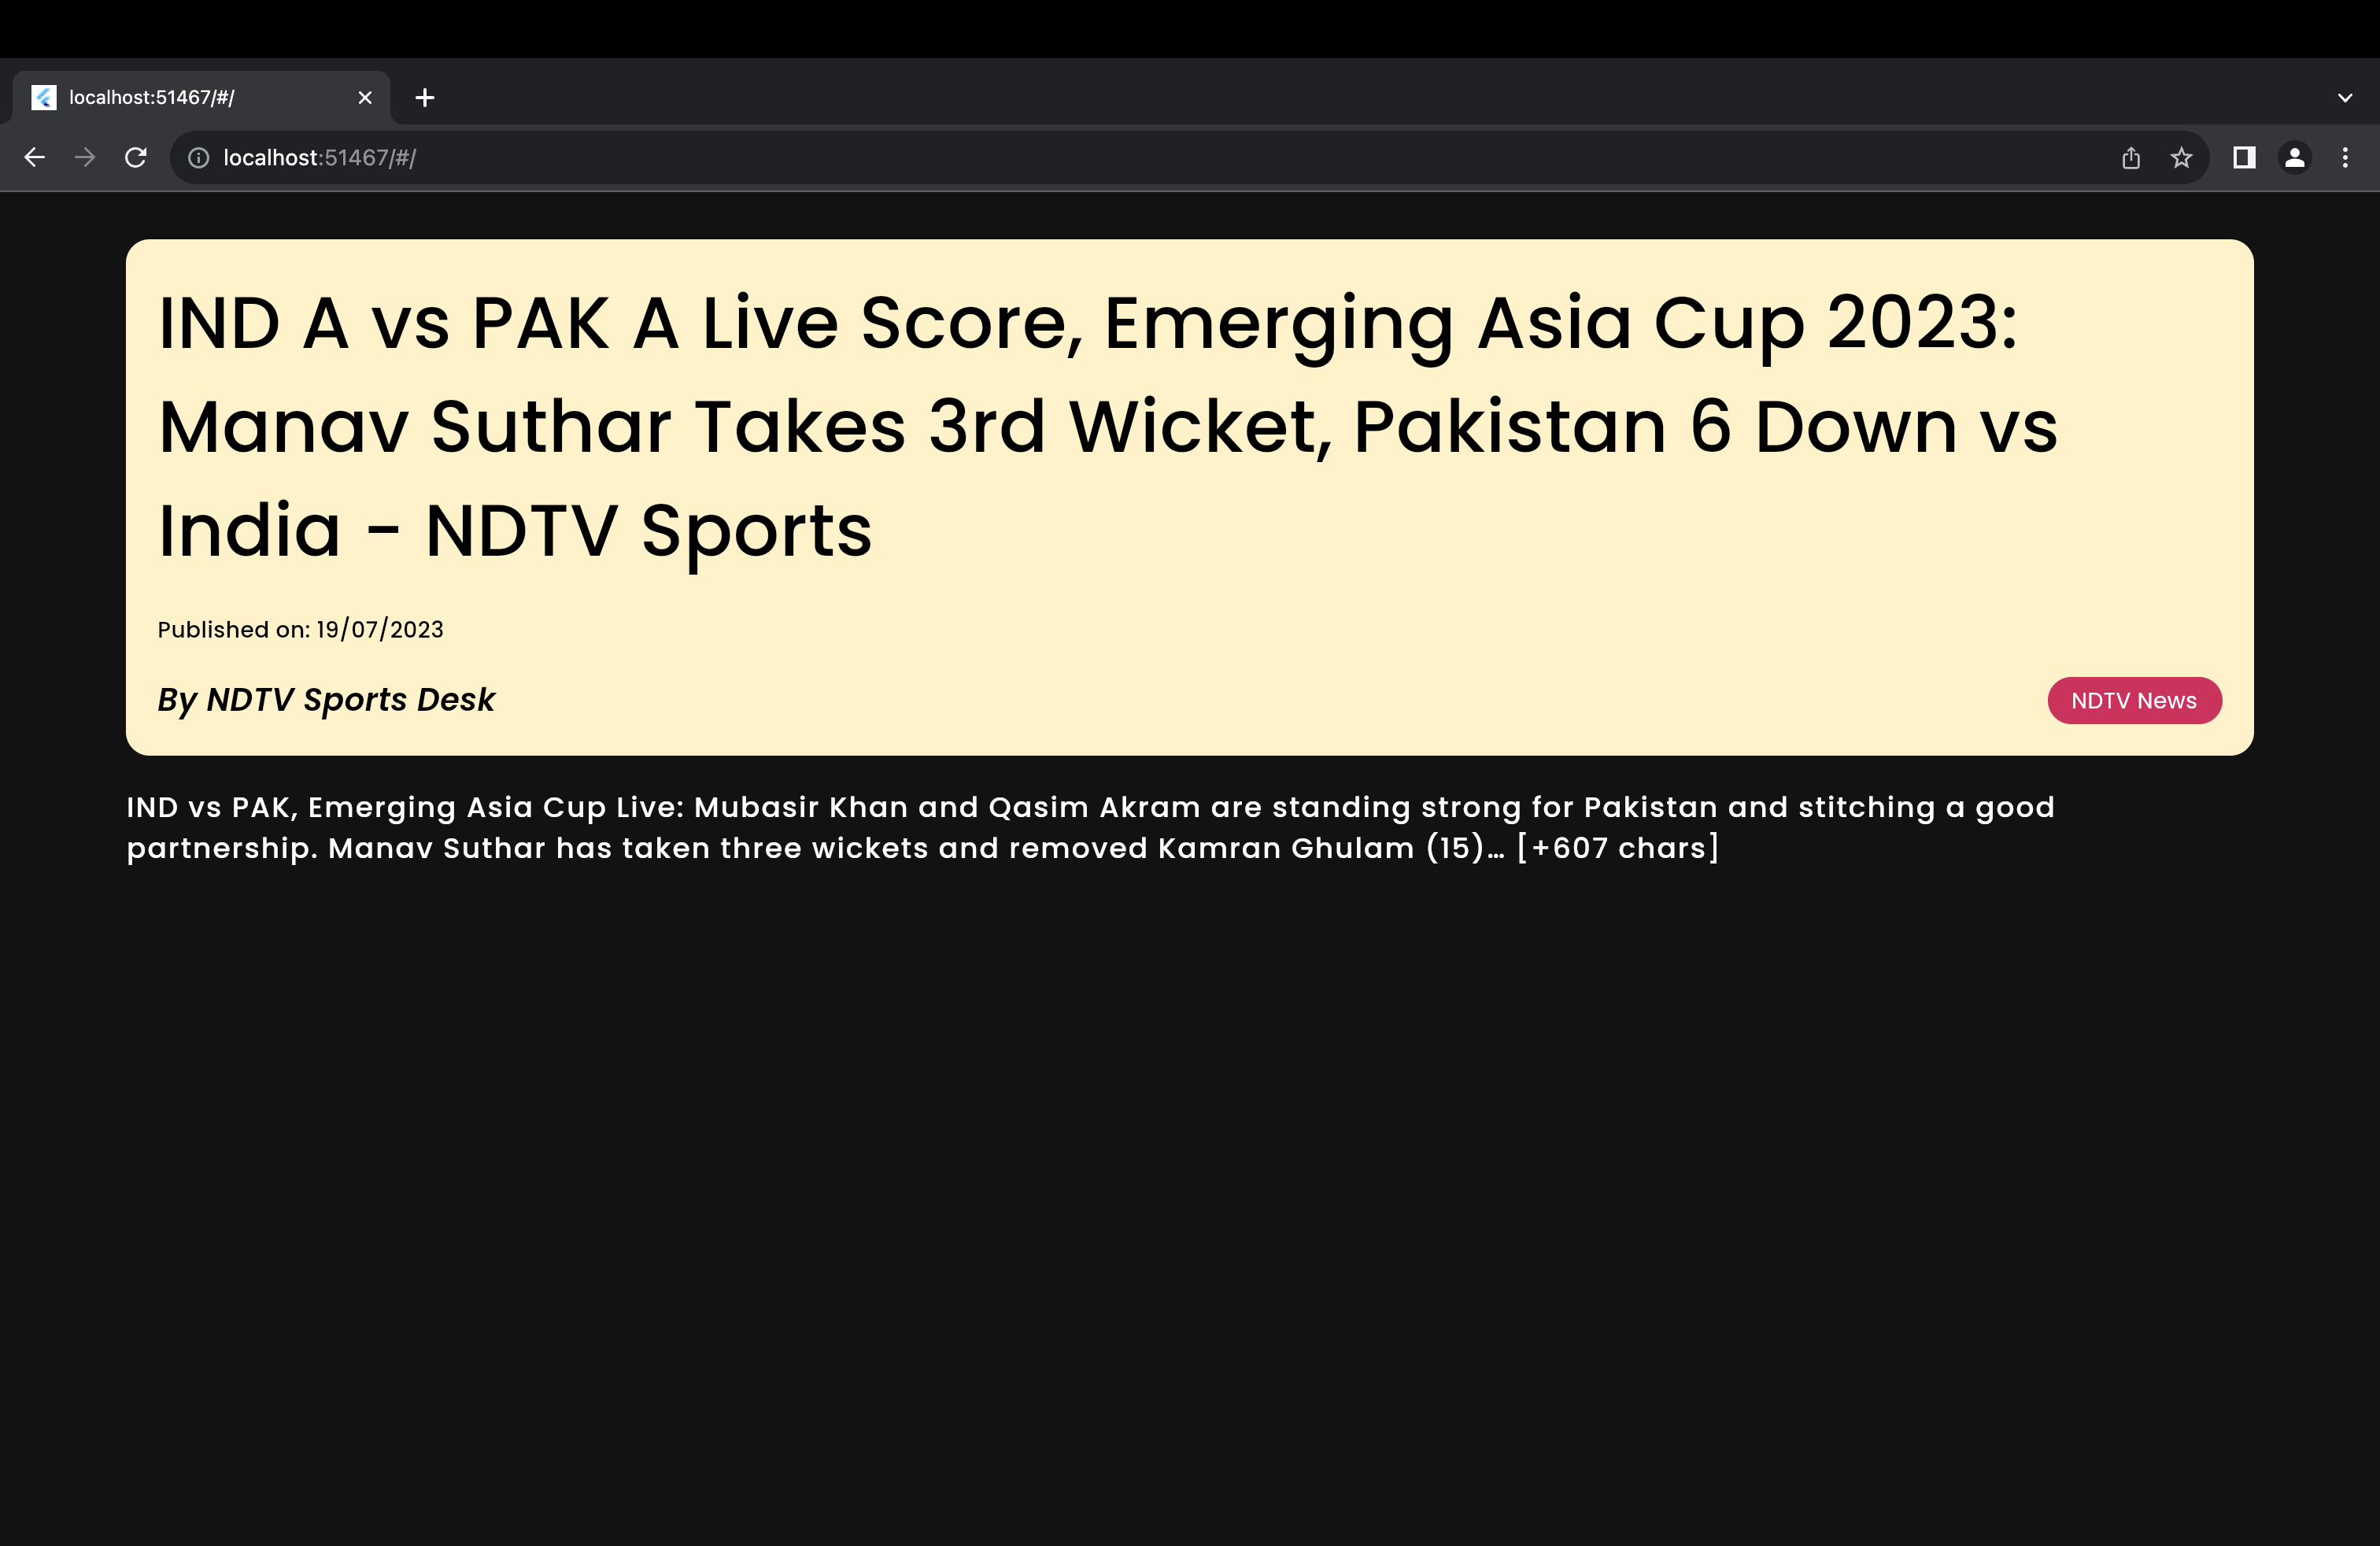 localhost:51467/#/
localhost:51467/#/
IND A vs PAK A Live Score, Emerging Asia Cup 2023:
Manav Suthar Takes 3rd Wicket, Pakistan 6 Down vs
India - NDTV Sports
Published on: 19/07/2023
By NDTV Sports Desk
NDTV News
IND vs PAK, Emerging Asia Cup Live: Mubasir Khan and Qasim Akram are standing strong for Pakistan and stitching a good
partnership. Manav Suthar has taken three wickets and removed Kamran Ghulam (15)… [+607 chars]